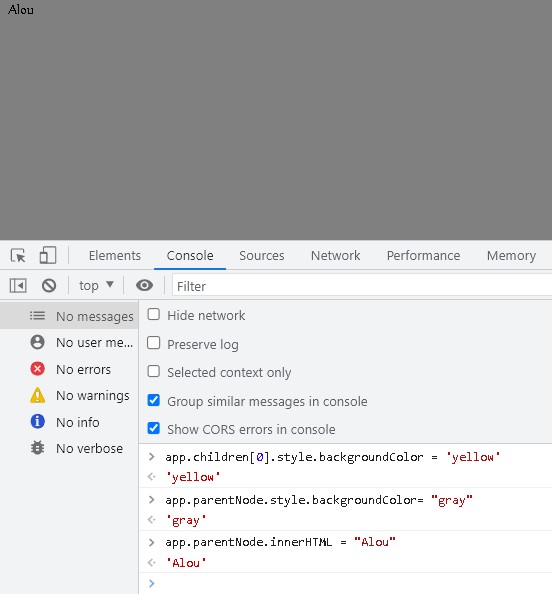 Alou
Elements Console Sources Network Performance Memory
top ▼ Filter
No messages
No user me...
No errors
No warnings
No info
No verbose
Hide network
Preserve log
Selected context only
Group similar messages in console
Show CORS errors in console
app.children[0].style.backgroundColor = 'yellow'
'yellow'
app.parentNode.style.backgroundColor= "gray"
'gray'
app.parentNode.innerHTML = "Alou"
'Alou'